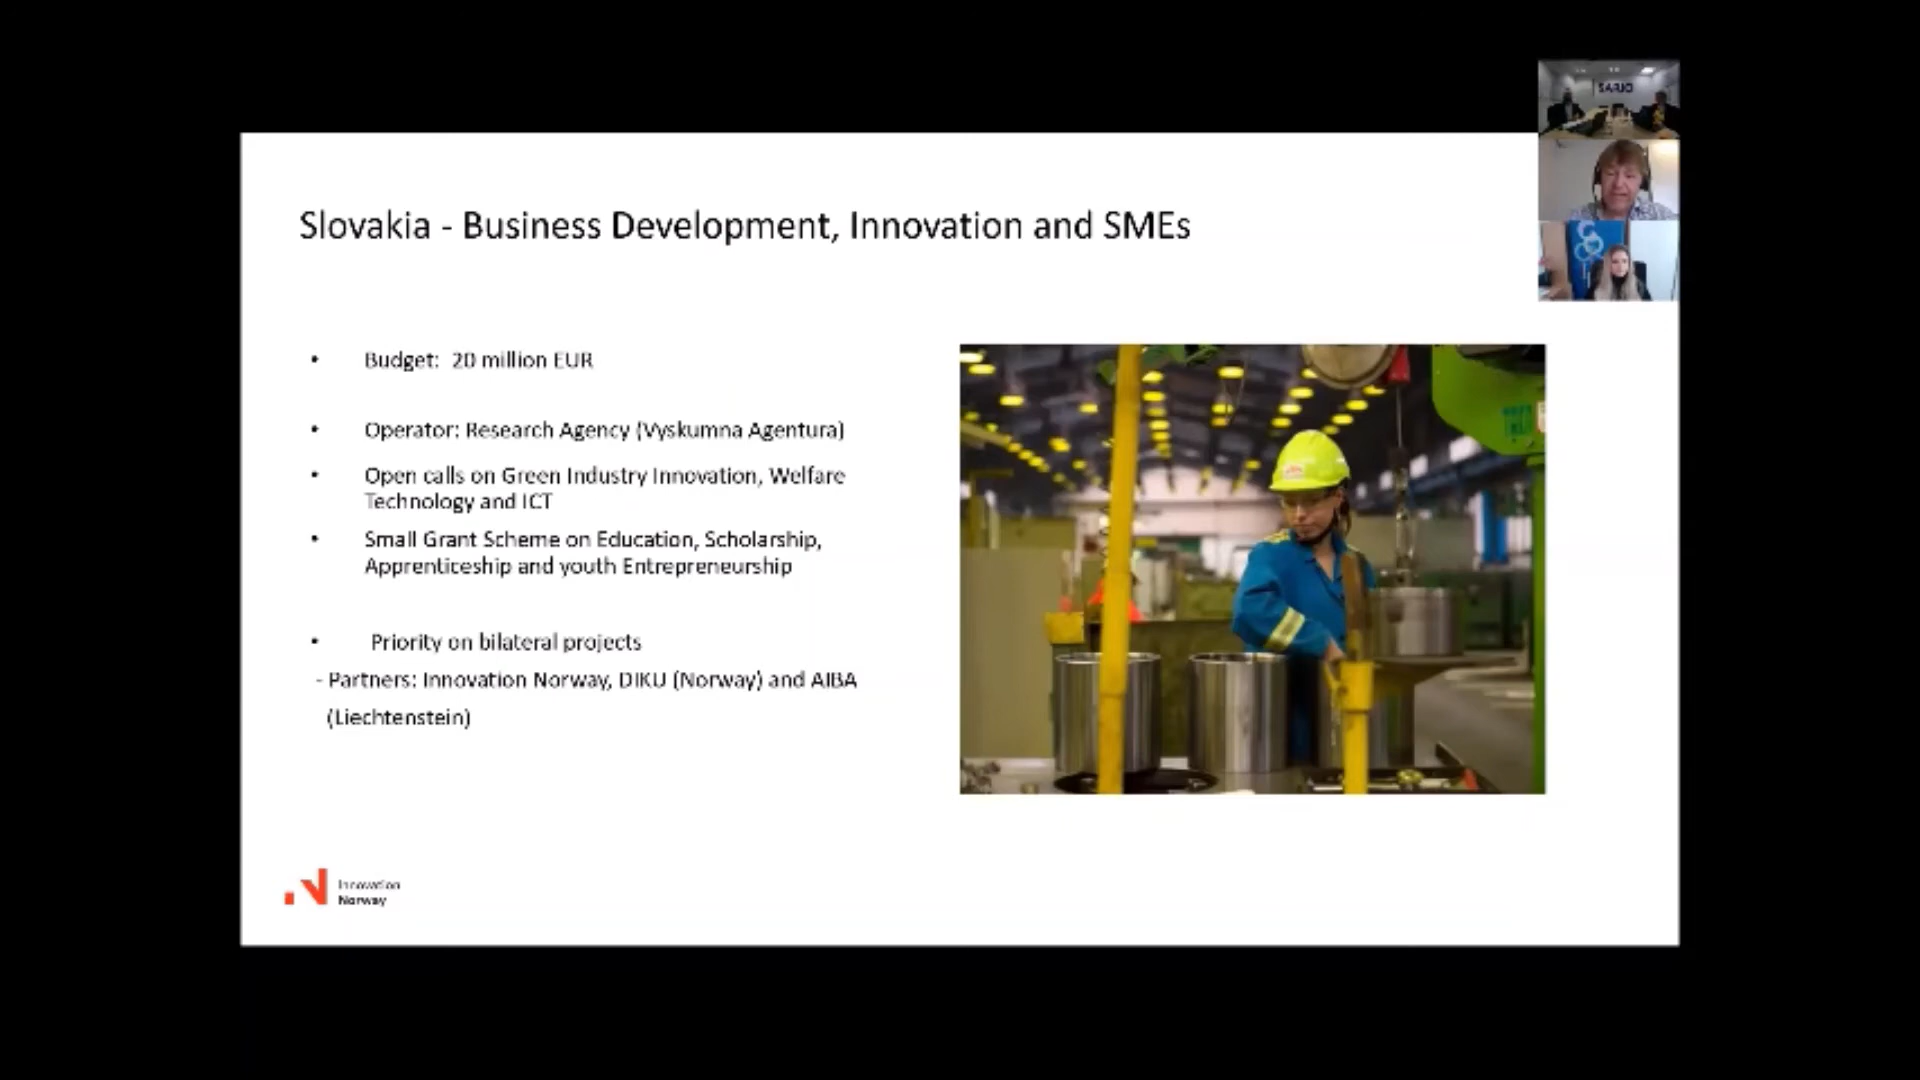 SARIO
Slovakia - Business Development, Innovation and SMEs
• Budget: 20 million EUR
• Operator: Research Agency (Vyskumna Agentura)
• Open calls on Green Industry Innovation, Welfare
Technology and ICT
• Small Grant Scheme on Education, Scholarship,
Apprenticeship and youth Entrepreneurship
• Priority on bilateral projects
- Partners: Innovation Norway, DIKU (Norway) and AIBA
(Liechtenstein)
Innovation
Norway